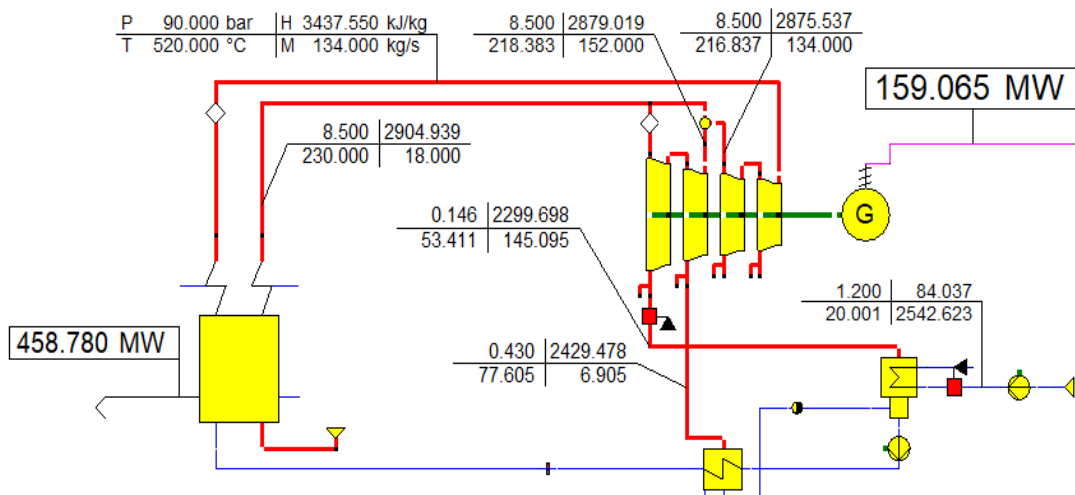 P 90.000 bar H 3437.550 kJ/kg
T 520.000 °C M 134.000 kg/s
8.500 2879.019
218.383 152.000
8.500 2875.537
216.837 134.000
159.065 MW
8.500 2904.939
230.000 18.000
G
0.146 2299.698
53.411 145.095
1.200 84.037
20.001 2542.623
458.780 MW
0.430 2429.478
77.605 6.905